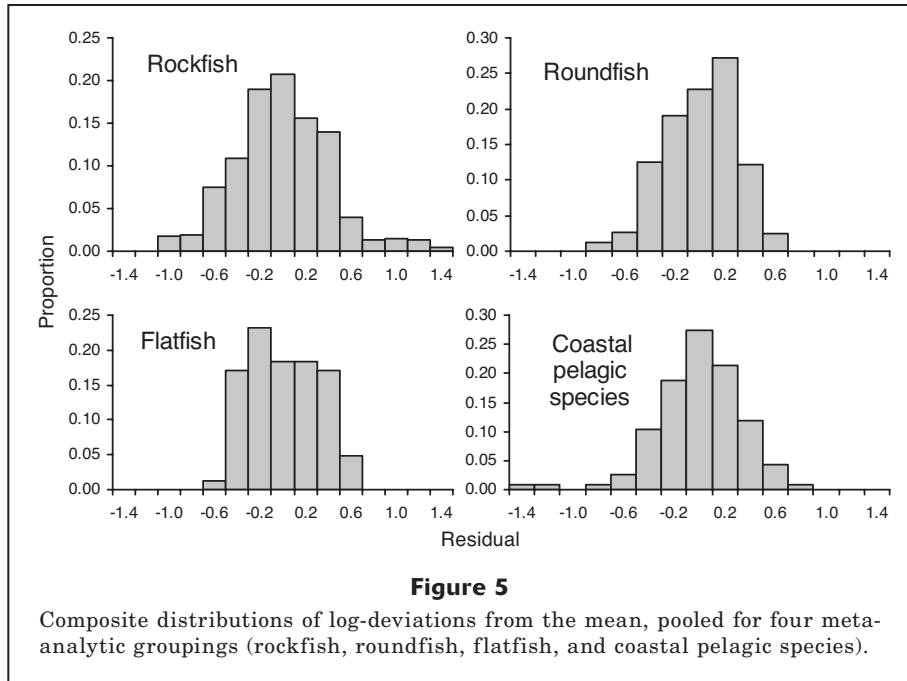 0.25
0.20
0.15
0.10
0.05
0.00
Rockfish
-1.4 -1.0 -0.6 -0.2 0.2 0.6 1.0 1.4
0.30
0.25
0.20
0.15
0.10
0.05
0.00
Roundfish
-1.4 -1.0 -0.6 -0.2 0.2 0.6 1.0 1.4
Proportion
0.25
0.20
0.15
0.10
0.05
0.00
Flatfish
-1.4 -1.0 -0.6 -0.2 0.2 0.6 1.0 1.4
0.30
0.25
0.20
0.15
0.10
0.05
0.00
Coastal
pelagic
species
-1.4 -1.0 -0.6 -0.2 0.2 0.6 1.0 1.4
Residual
Figure 5
Composite distributions of log-deviations from the mean, pooled for four meta-
analytic groupings (rockfish, roundfish, flatfish, and coastal pelagic species).